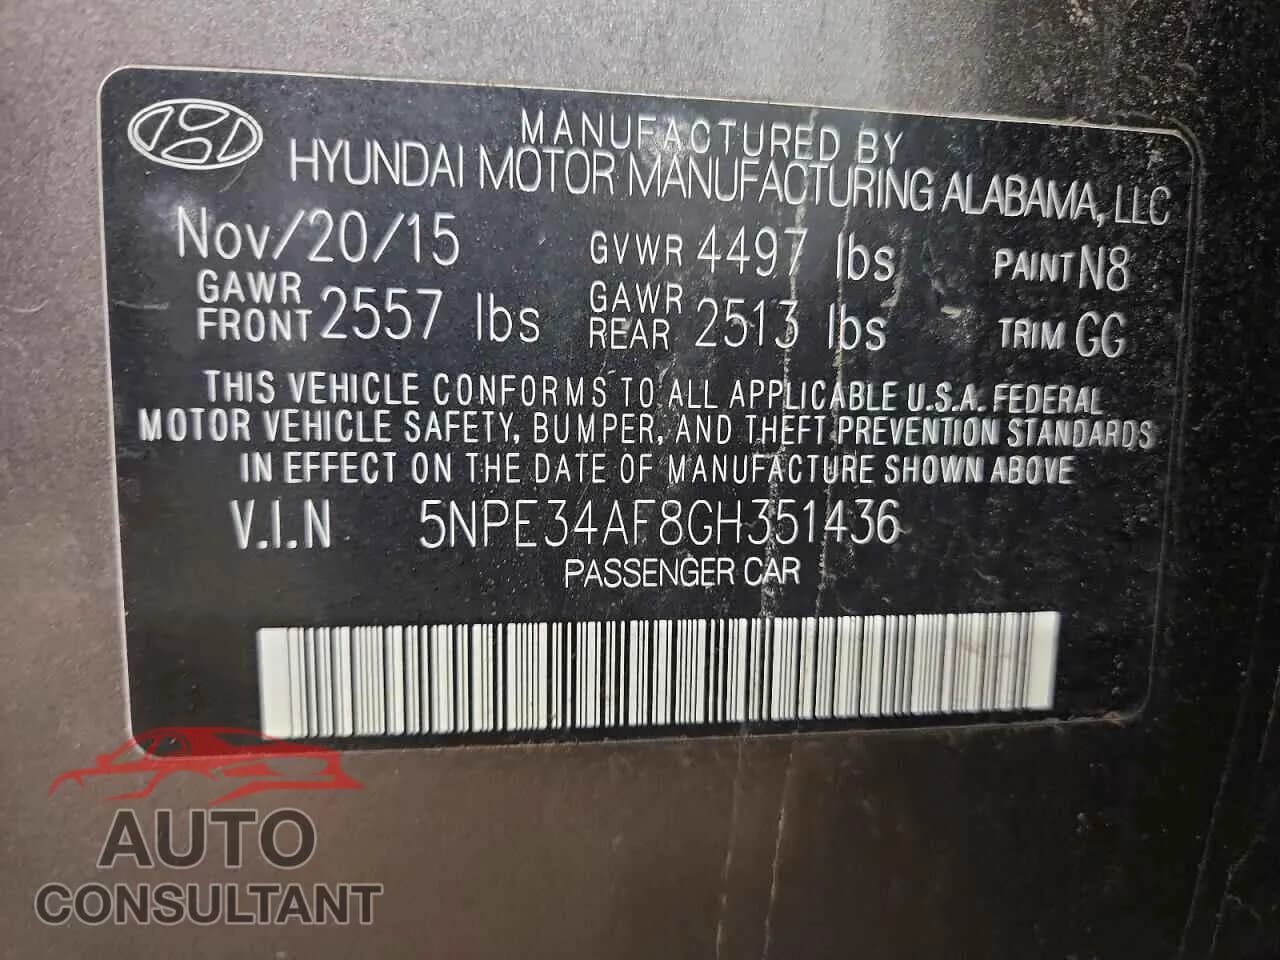 MANUFACTURED BY
HYUNDAI MOTOR MANUFACTURING ALABAMA, LLC
Nov/20/15 GVWR 4497 lbs PAINT N8
GAWR FRONT 2557 lbs GAWR REAR 2513 lbs TRIM GG
THIS VEHICLE CONFORMS TO ALL APPLICABLE U.S.A. FEDERAL
MOTOR VEHICLE SAFETY, BUMPER, AND THEFT PREVENTION STANDARDS
IN EFFECT ON THE DATE OF MANUFACTURE SHOWN ABOVE
V.I.N 5NPE34AF8GH351436
PASSENGER CAR
AUTO
CONSULTANT